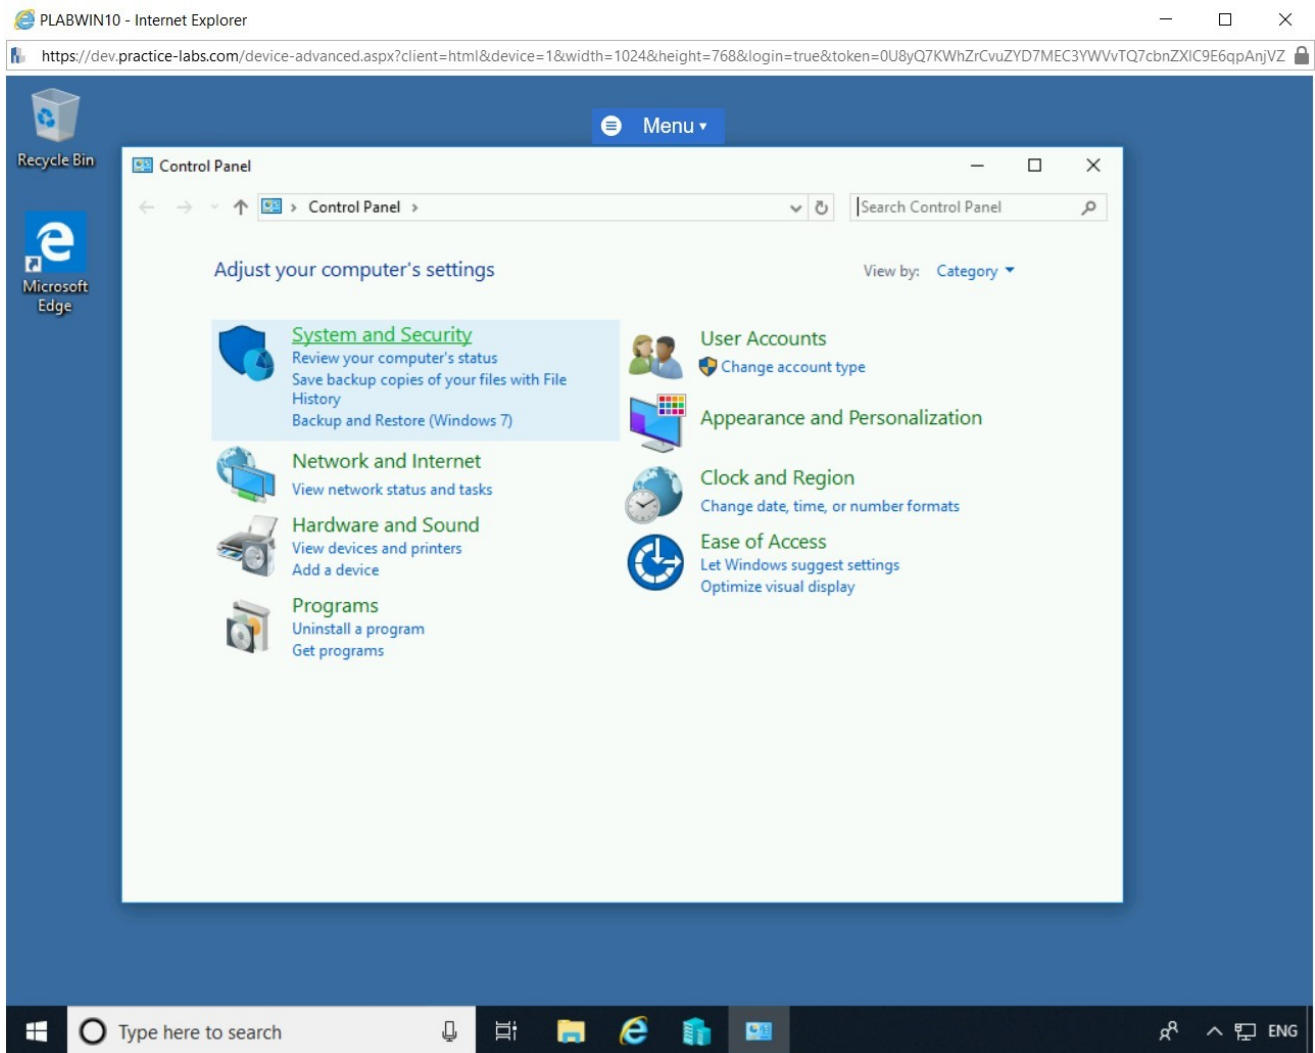 PLABWIN10 - Internet Explorer
https://dev.practice-labs.com/device-advanced.aspx?client=html&device=1&width=1024&height=768&login=true&token=0U8yQ7KWhZrCvuZYD7MEC3YWVvTQ7cbnZXIC9E6qpAnjVZ
Menu
Recycle Bin
Control Panel
Control Panel
Search Control Panel
Microsoft
Edge
Adjust your computer's settings
View by: Category
System and Security
Review your computer's status
Save backup copies of your files with File
History
Backup and Restore (Windows 7)
Network and Internet
View network status and tasks
Hardware and Sound
View devices and printers
Add a device
Programs
Uninstall a program
Get programs
User Accounts
Change account type
Appearance and Personalization
Clock and Region
Change date, time, or number formats
Ease of Access
Let Windows suggest settings
Optimize visual display
Type here to search
ENG